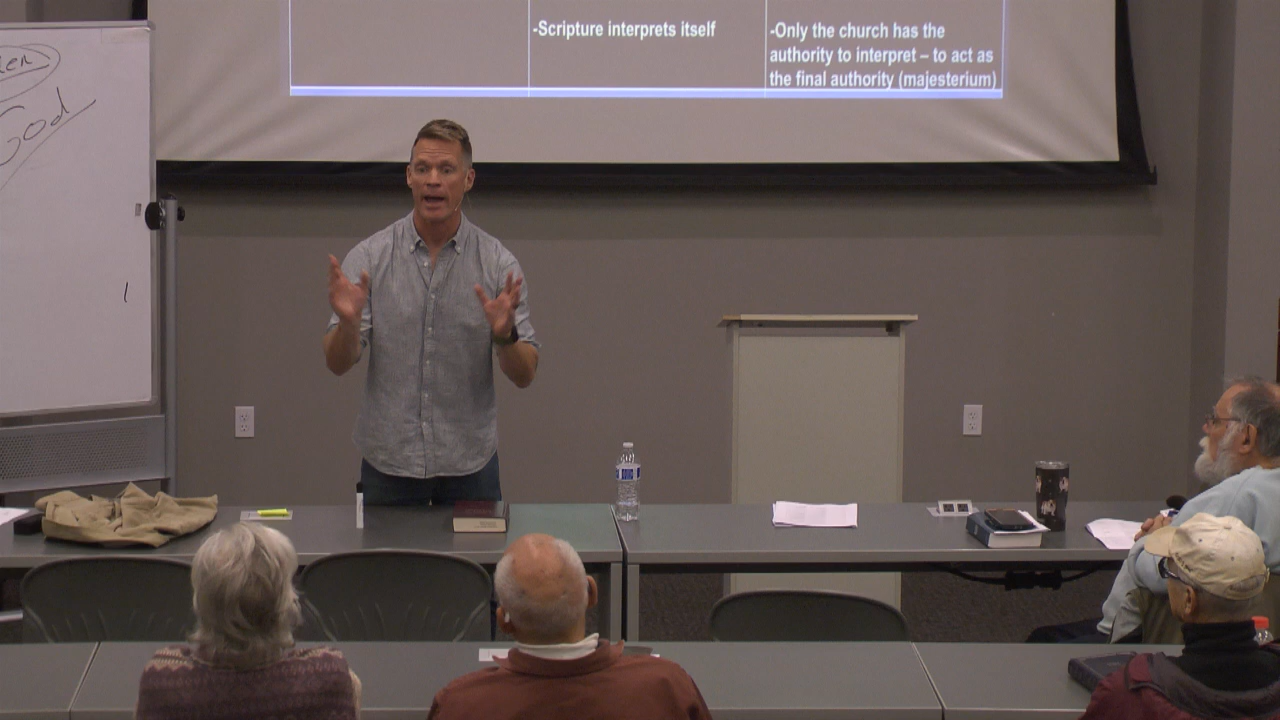 -Scripture interprets itself
-Only the church has the
authority to interpret – to act as
the final authority (majesterium)
God